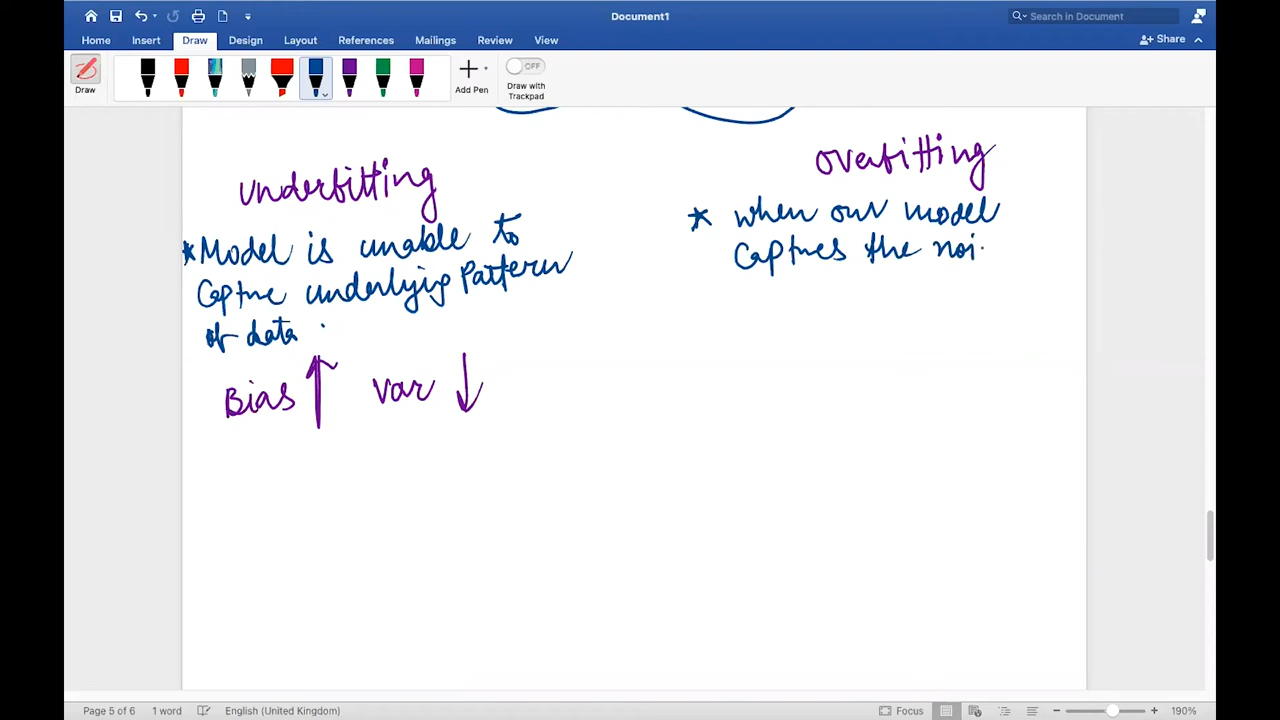 Document1
Search in Document
Home Insert Draw Design Layout References Mailings Review View
Share
Draw
Add Pen
OFF
Draw with
Trackpad
underfitting
overfitting
*Model is unable to
Capture underlying Pattern
of data
* when our model
Captures the noi
Bias ↑ Var ↓
Page 5 of 6 1 word English (United Kingdom) Focus 190%